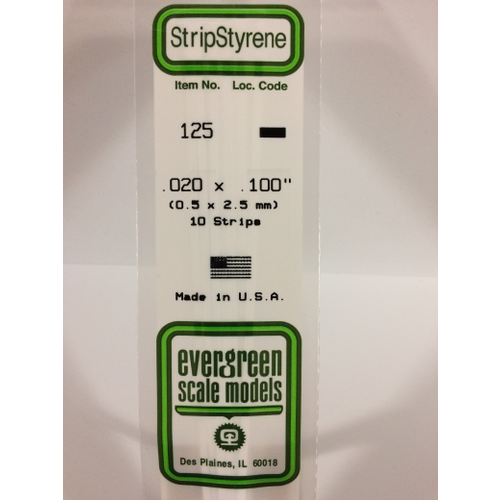 StripStyrene
Item No. Loc. Code
125
.020 x .100"
(0.5 x 2.5 mm)
10 Strips
Made in U.S.A.
evergreen
scale models
Des Plaines, IL 60018